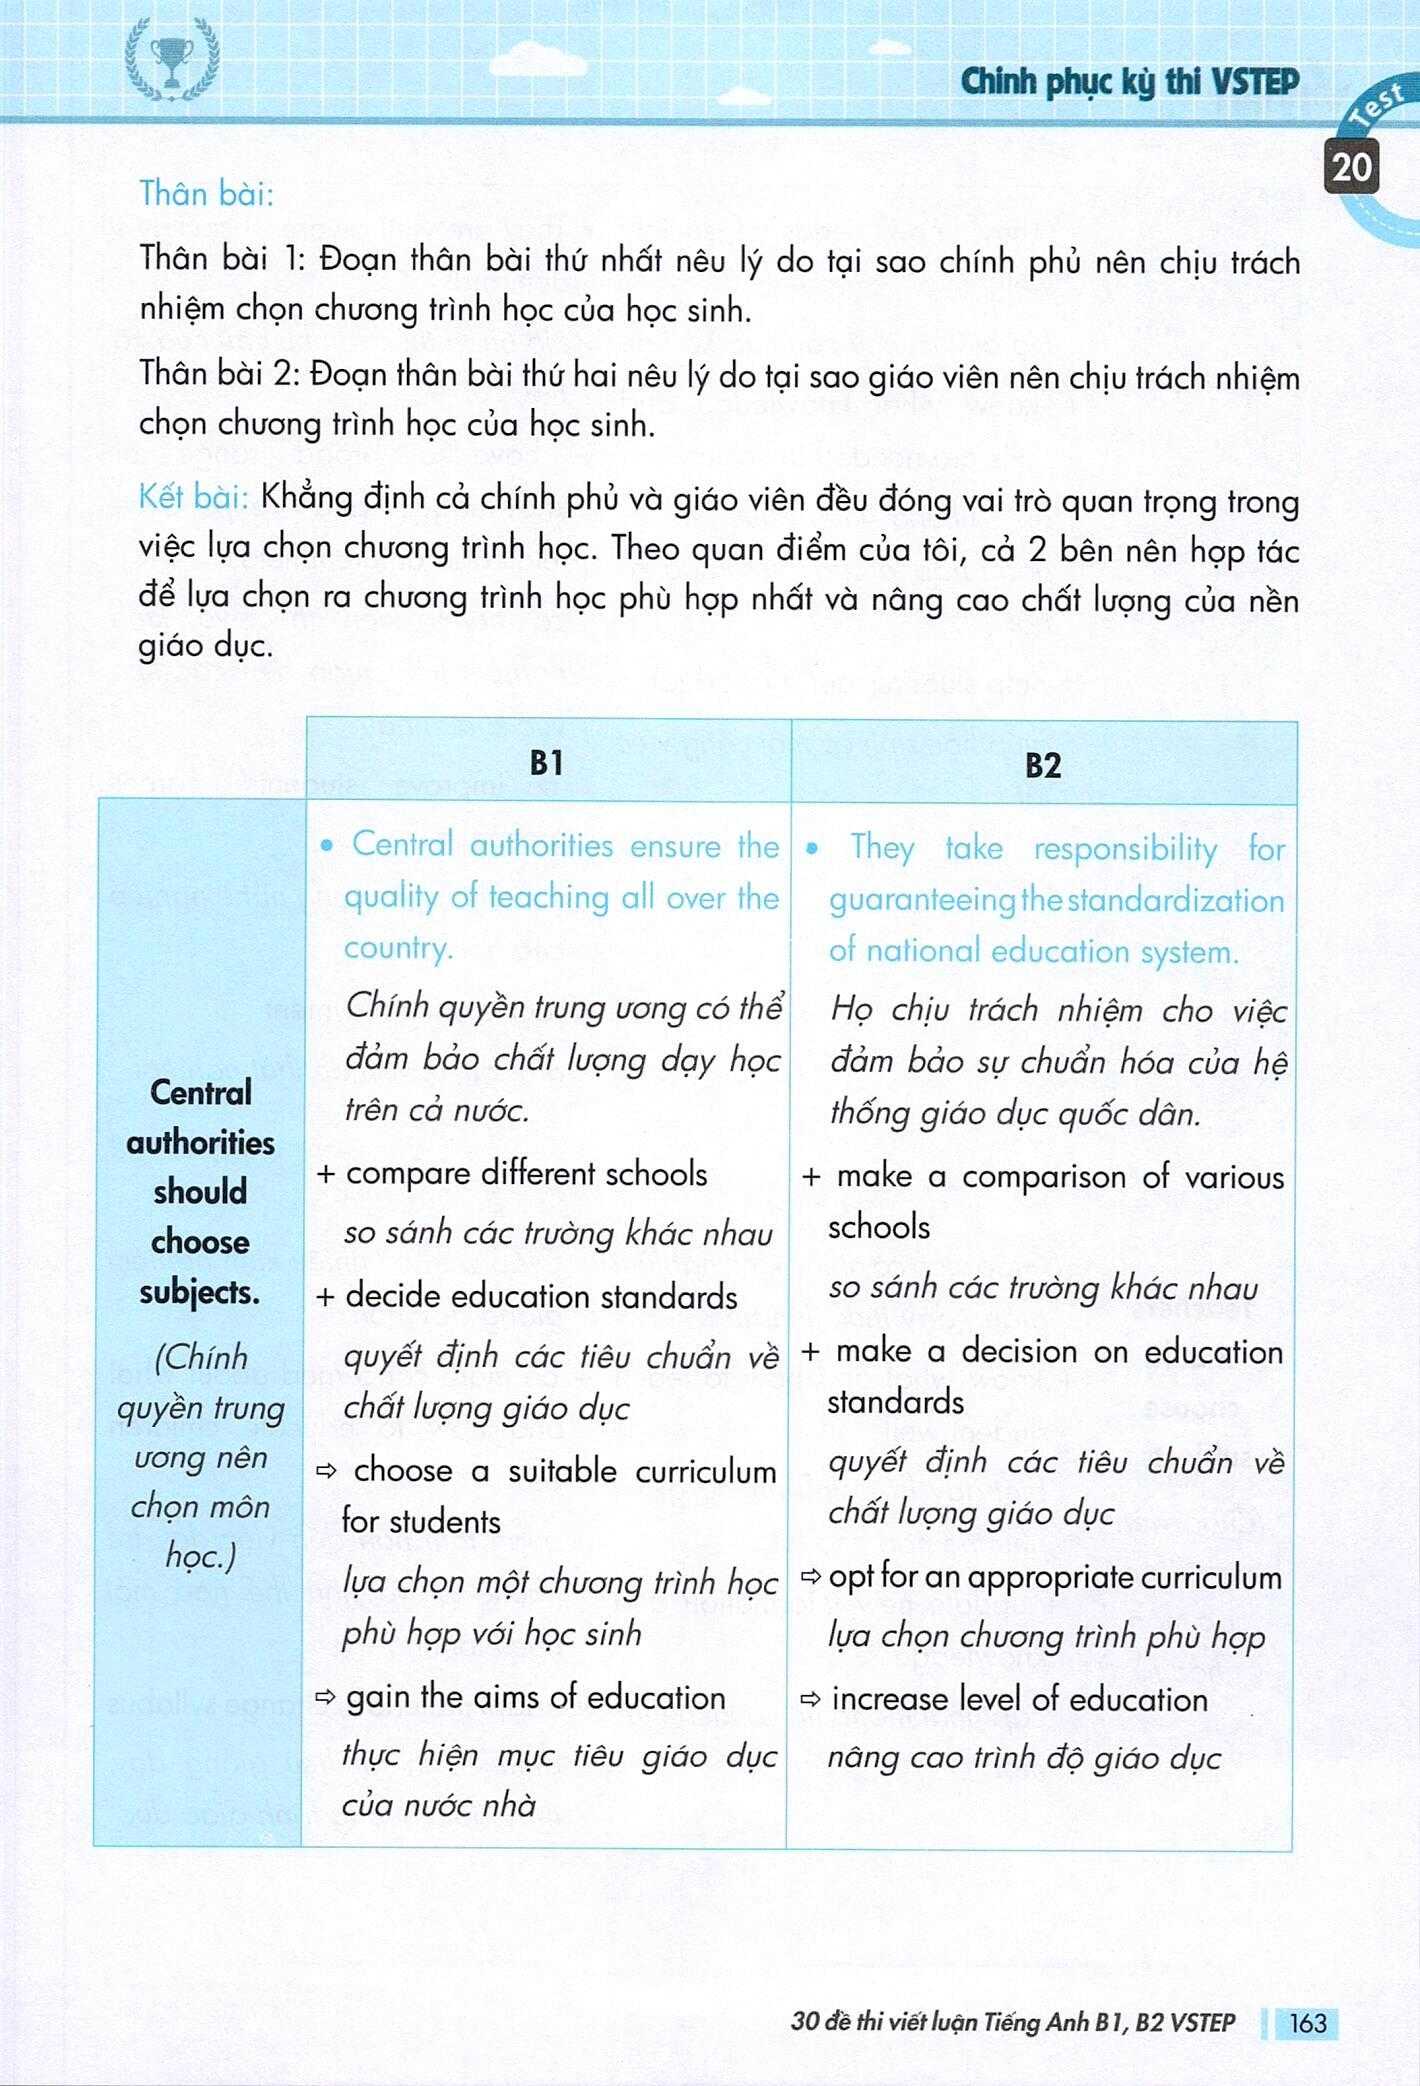 Chinh phục kỳ thi VSTEP
Test
20
Thân bài:
Thân bài 1: Đoạn thân bài thứ nhất nêu lý do tại sao chính phủ nên chịu trách
nhiệm chọn chương trình học của học sinh.
Thân bài 2: Đoạn thân bài thứ hai nêu lý do tại sao giáo viên nên chịu trách nhiệm
chọn chương trình học của học sinh.
Kết bài: Khẳng định cả chính phủ và giáo viên đều đóng vai trò quan trọng trong
việc lựa chọn chương trình học. Theo quan điểm của tôi, cả 2 bên nên hợp tác
để lựa chọn ra chương trình học phù hợp nhất và nâng cao chất lượng của nền
giáo dục.
B1
B2
Central
authorities
should
choose
subjects.
(Chính
quyền trung
ương nên
chọn môn
học.)
• Central authorities ensure the
quality of teaching all over the
country.
Chính quyền trung ương có thể
đảm bảo chất lượng dạy học
trên cả nước.
+ compare different schools
so sánh các trường khác nhau
+ decide education standards
quyết định các tiêu chuẩn về
chất lượng giáo dục
⇨ choose a suitable curriculum
for students
lựa chọn một chương trình học
phù hợp với học sinh
⇨ gain the aims of education
thực hiện mục tiêu giáo dục
của nước nhà
• They take responsibility for
guaranteeing the standardization
of national education system.
Họ chịu trách nhiệm cho việc
đảm bảo sự chuẩn hóa của hệ
thống giáo dục quốc dân.
+ make a comparison of various
schools
so sánh các trường khác nhau
+ make a decision on education
standards
quyết định các tiêu chuẩn về
chất lượng giáo dục
⇨ opt for an appropriate curriculum
lựa chọn chương trình phù hợp
⇨ increase level of education
nâng cao trình độ giáo dục
30 đề thi viết luận Tiếng Anh B1, B2 VSTEP
163